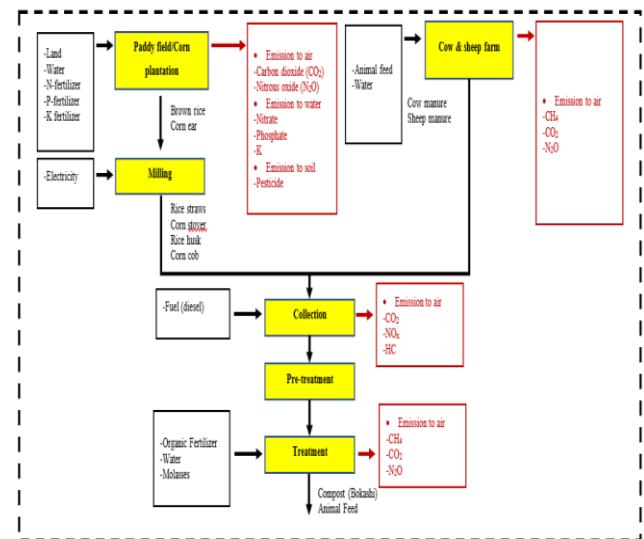 -Land
-Water
-N-fertilizer
-P-fertilizer
-K fertilizer
Paddy field/Corn
plantation
• Emission to air
-Carbon dioxide (CO₂)
-Nitrous oxide (N₂O)
• Emission to water
-Nitrate
-Phosphate
-K
• Emission to soil
-Pesticide
-Animal feed
-Water
Cow & sheep farm
• Emission to air
-CH₄
-CO₂
-N₂O
Brown rice
Corn ear
Cow manure
Sheep manure
-Electricity
Milling
Rice straws
Corn stover
Rice husk
Corn cob
-Fuel (diesel)
Collection
• Emission to air
-CO₂
-NOₓ
-HC
Pre-treatment
-Organic Fertilizer
-Water
-Molasses
Treatment
• Emission to air
-CH₄
-CO₂
-N₂O
Compost (Bokashi)
Animal Feed